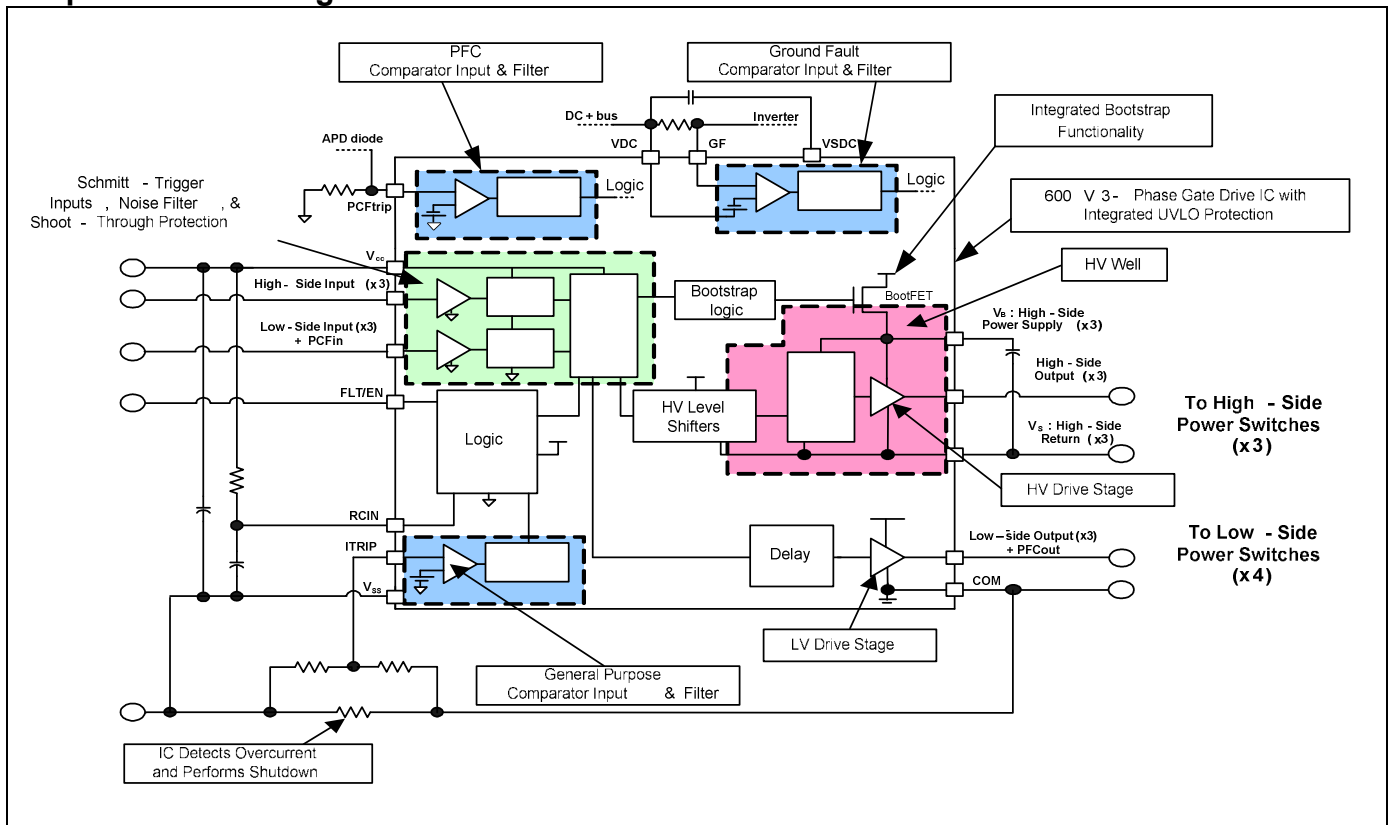 PFC
Comparator Input & Filter
Ground Fault
Comparator Input & Filter
Integrated Bootstrap
Functionality
DC + bus
Inverter
VDC
GF
VSDC
APD diode
PCFtrip
Logic
Logic
Schmitt - Trigger
Inputs , Noise Filter , &
Shoot - Through Protection
600 V 3 - Phase Gate Drive IC with
Integrated UVLO Protection
HV Well
Vcc
High - Side Input (x3)
Low - Side Input (x3)
+ PCFin
FLT/EN
Bootstrap
logic
BootFET
VB : High - Side
Power Supply (x3)
High - Side
Output (x3)
VS : High - Side
Return (x3)
To High - Side
Power Switches
(x3)
Logic
HV Level
Shifters
HV Drive Stage
RCIN
ITRIP
VSS
Delay
Low – side Output (x3)
+ PFCout
COM
To Low - Side
Power Switches
(x4)
LV Drive Stage
General Purpose
Comparator Input & Filter
IC Detects Overcurrent
and Performs Shutdown